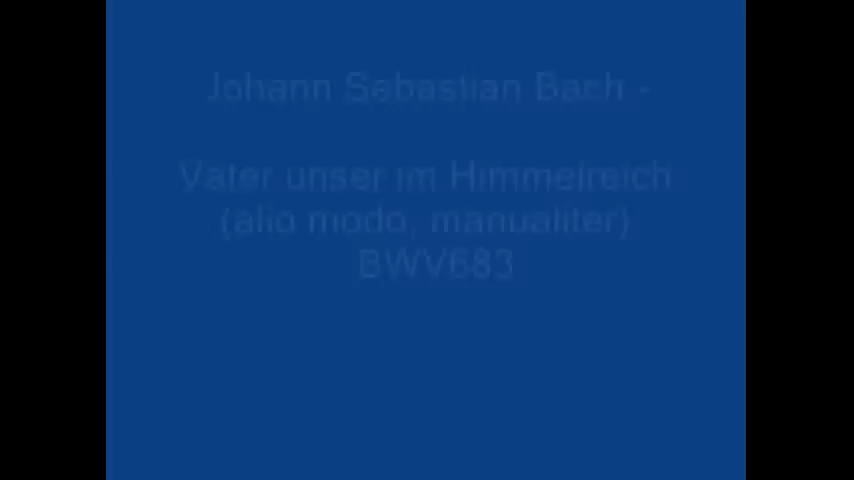 Johann Sebastian Bach -
Vater unser im Himmelreich
(alio modo, manualiter)
BWV683